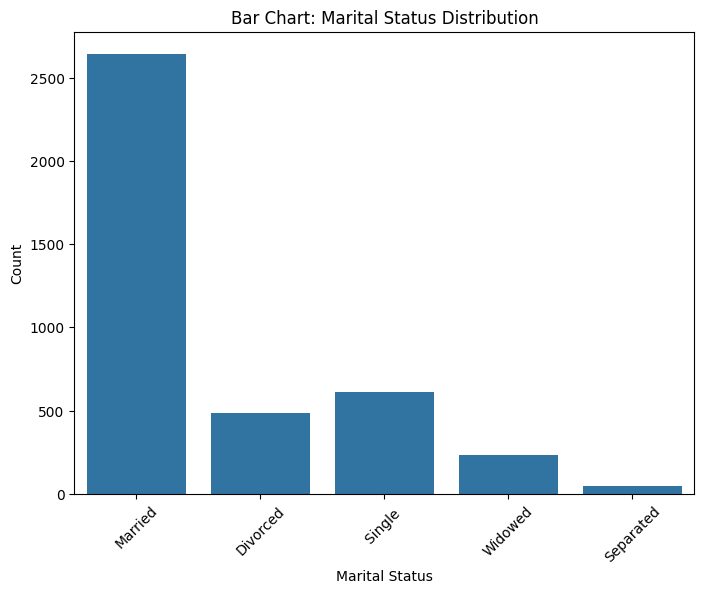 Bar Chart: Marital Status Distribution
2500
2000
1500
1000
500
0
Count
Married
Divorced
Single
Widowed
Separated
Marital Status